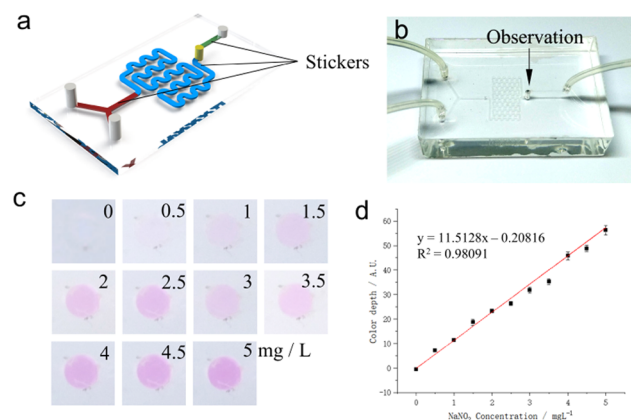 a
Stickers
b
Observation
c
0
0.5
1
1.5
2
2.5
3
3.5
4
4.5
5 mg / L
d
y = 11.5128x – 0.20816
R² = 0.98091
Color depth / A.U.
60
50
40
30
20
10
0
0 1 2 3 4 5
NaNO₂ Concentration / mgL⁻¹